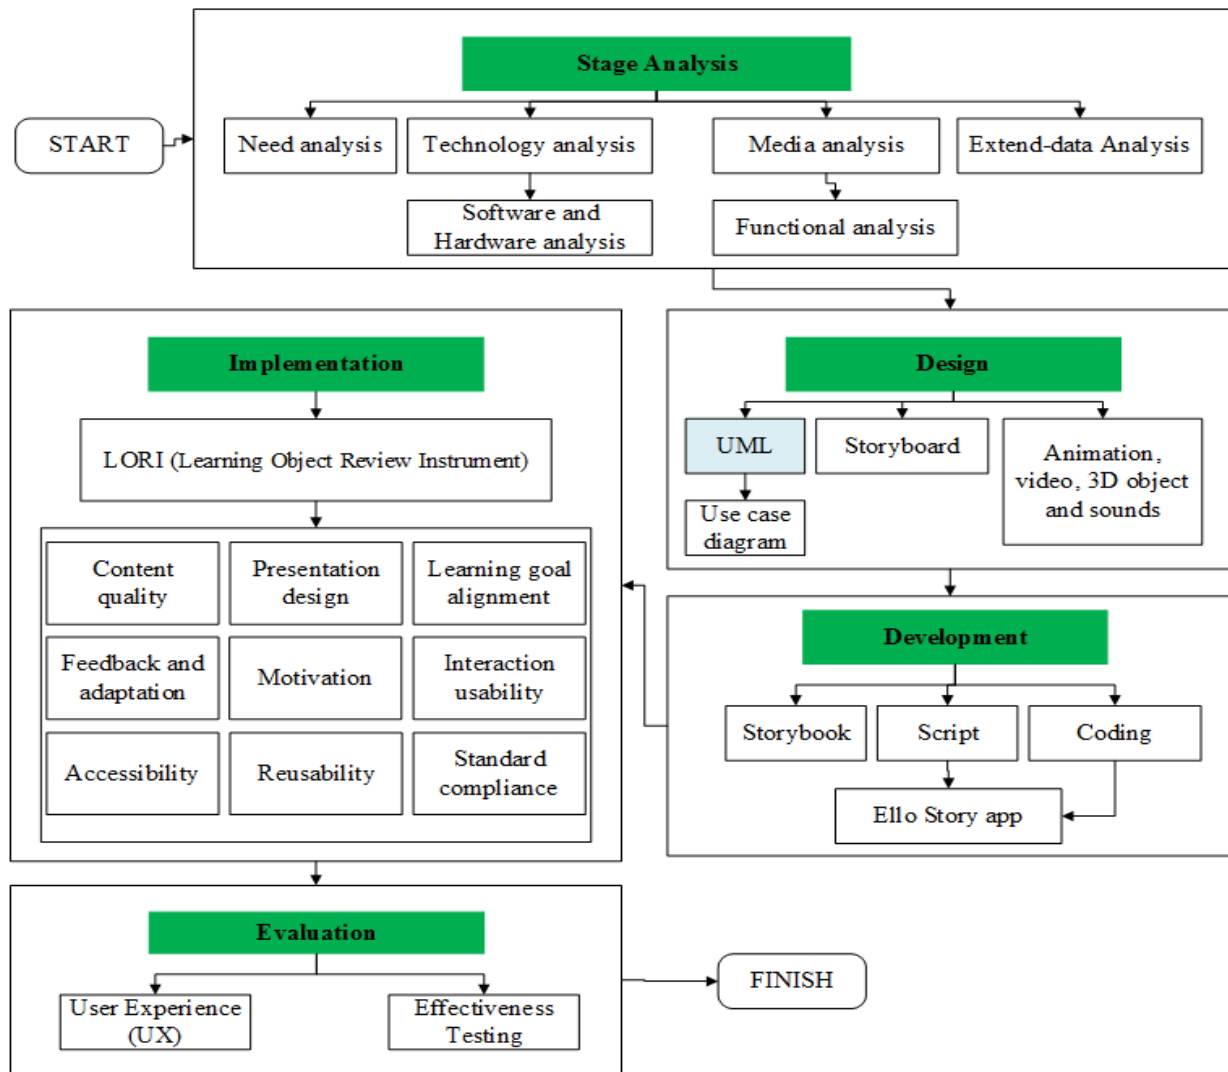 Stage Analysis
START
Need analysis
Technology analysis
Media analysis
Extend-data Analysis
Software and
Hardware analysis
Functional analysis
Implementation
LORI (Learning Object Review Instrument)
Content
quality
Presentation
design
Learning goal
alignment
Feedback and
adaptation
Motivation
Interaction
usability
Accessibility
Reusability
Standard
compliance
Design
UML
Storyboard
Animation,
video, 3D object
and sounds
Use case
diagram
Development
Storybook
Script
Coding
Ello Story app
Evaluation
User Experience
(UX)
Effectiveness
Testing
FINISH